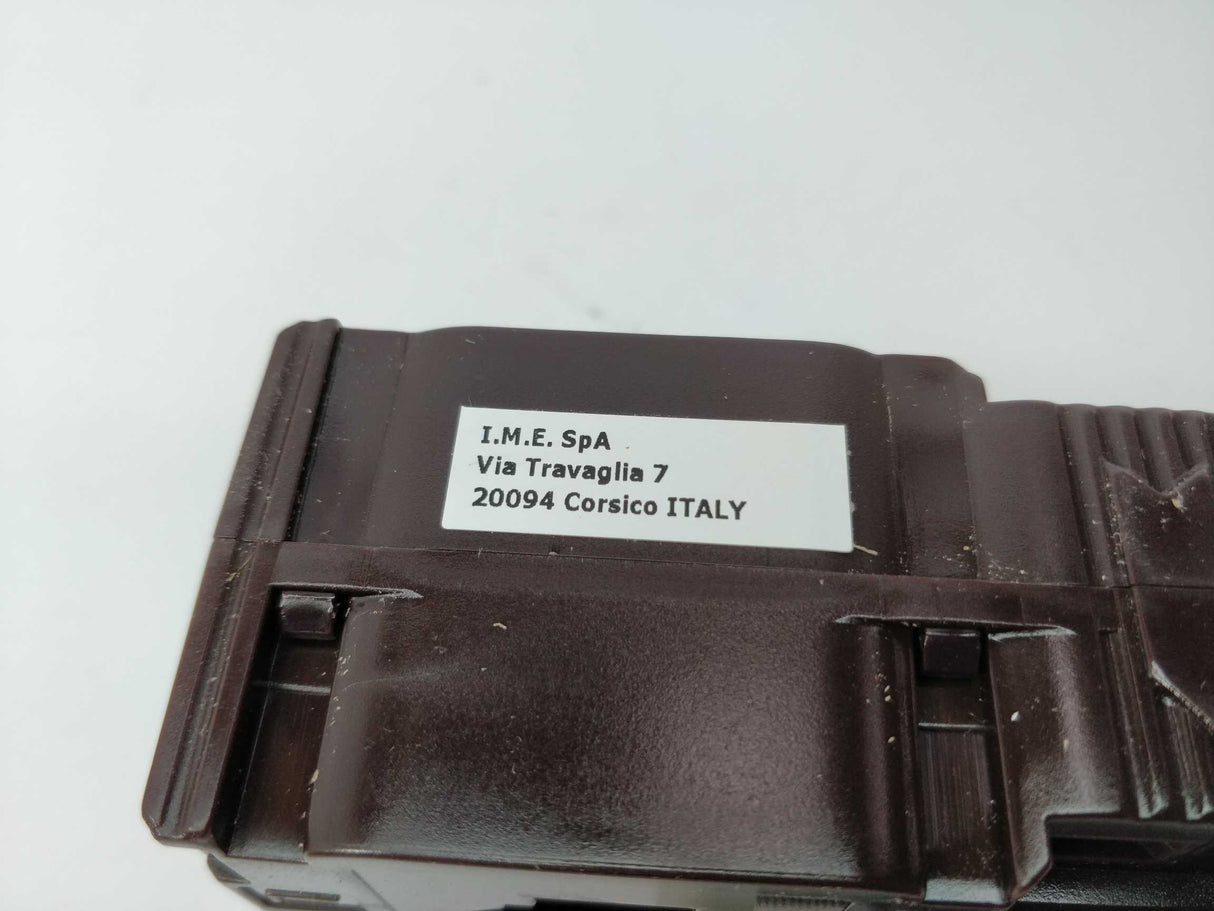 I.M.E. SpA
Via Travaglia 7
20094 Corsico ITALY